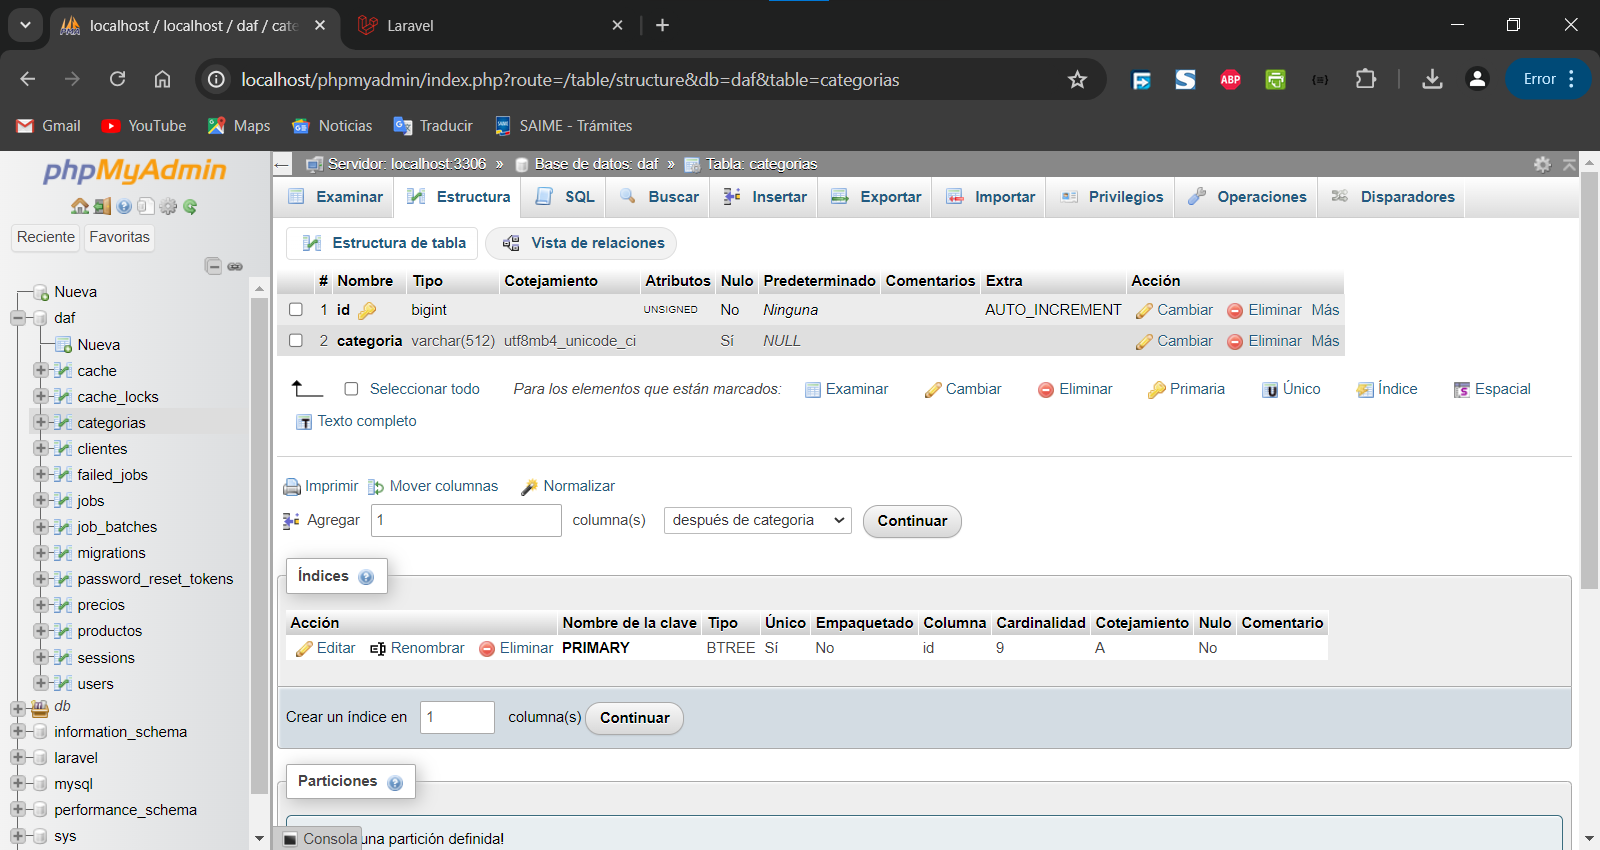 localhost / localhost / daf / cate
Laravel
localhost/phpmyadmin/index.php?route=/table/structure&db=daf&table=categorias
ABP
Error
Gmail
YouTube
Maps
Noticias
Traducir
SAIME - Trámites
phpMyAdmin
Reciente
Favoritas
Nueva
daf
Nueva
cache
cache_locks
categorias
clientes
failed_jobs
jobs
job_batches
migrations
password_reset_tokens
precios
productos
sessions
users
db
information_schema
laravel
mysql
performance_schema
sys
Servidor: localhost:3306 » Base de datos: daf » Tabla: categorias
Examinar
Estructura
SQL
Buscar
Insertar
Exportar
Importar
Privilegios
Operaciones
Disparadores
Estructura de tabla
Vista de relaciones
# Nombre Tipo Cotejamiento Atributos Nulo Predeterminado Comentarios Extra Acción
1 id bigint UNSIGNED No Ninguna AUTO_INCREMENT Cambiar Eliminar Más
2 categoria varchar(512) utf8mb4_unicode_ci Sí NULL Cambiar Eliminar Más
Seleccionar todo Para los elementos que están marcados: Examinar Cambiar Eliminar Primaria Único Índice Espacial
Texto completo
Imprimir Mover columnas Normalizar
Agregar 1 columna(s) después de categoria Continuar
Índices
Acción Nombre de la clave Tipo Único Empaquetado Columna Cardinalidad Cotejamiento Nulo Comentario
Editar Renombrar Eliminar PRIMARY BTREE Sí No id 9 A No
Crear un índice en 1 columna(s) Continuar
Particiones
Consola una partición definida!